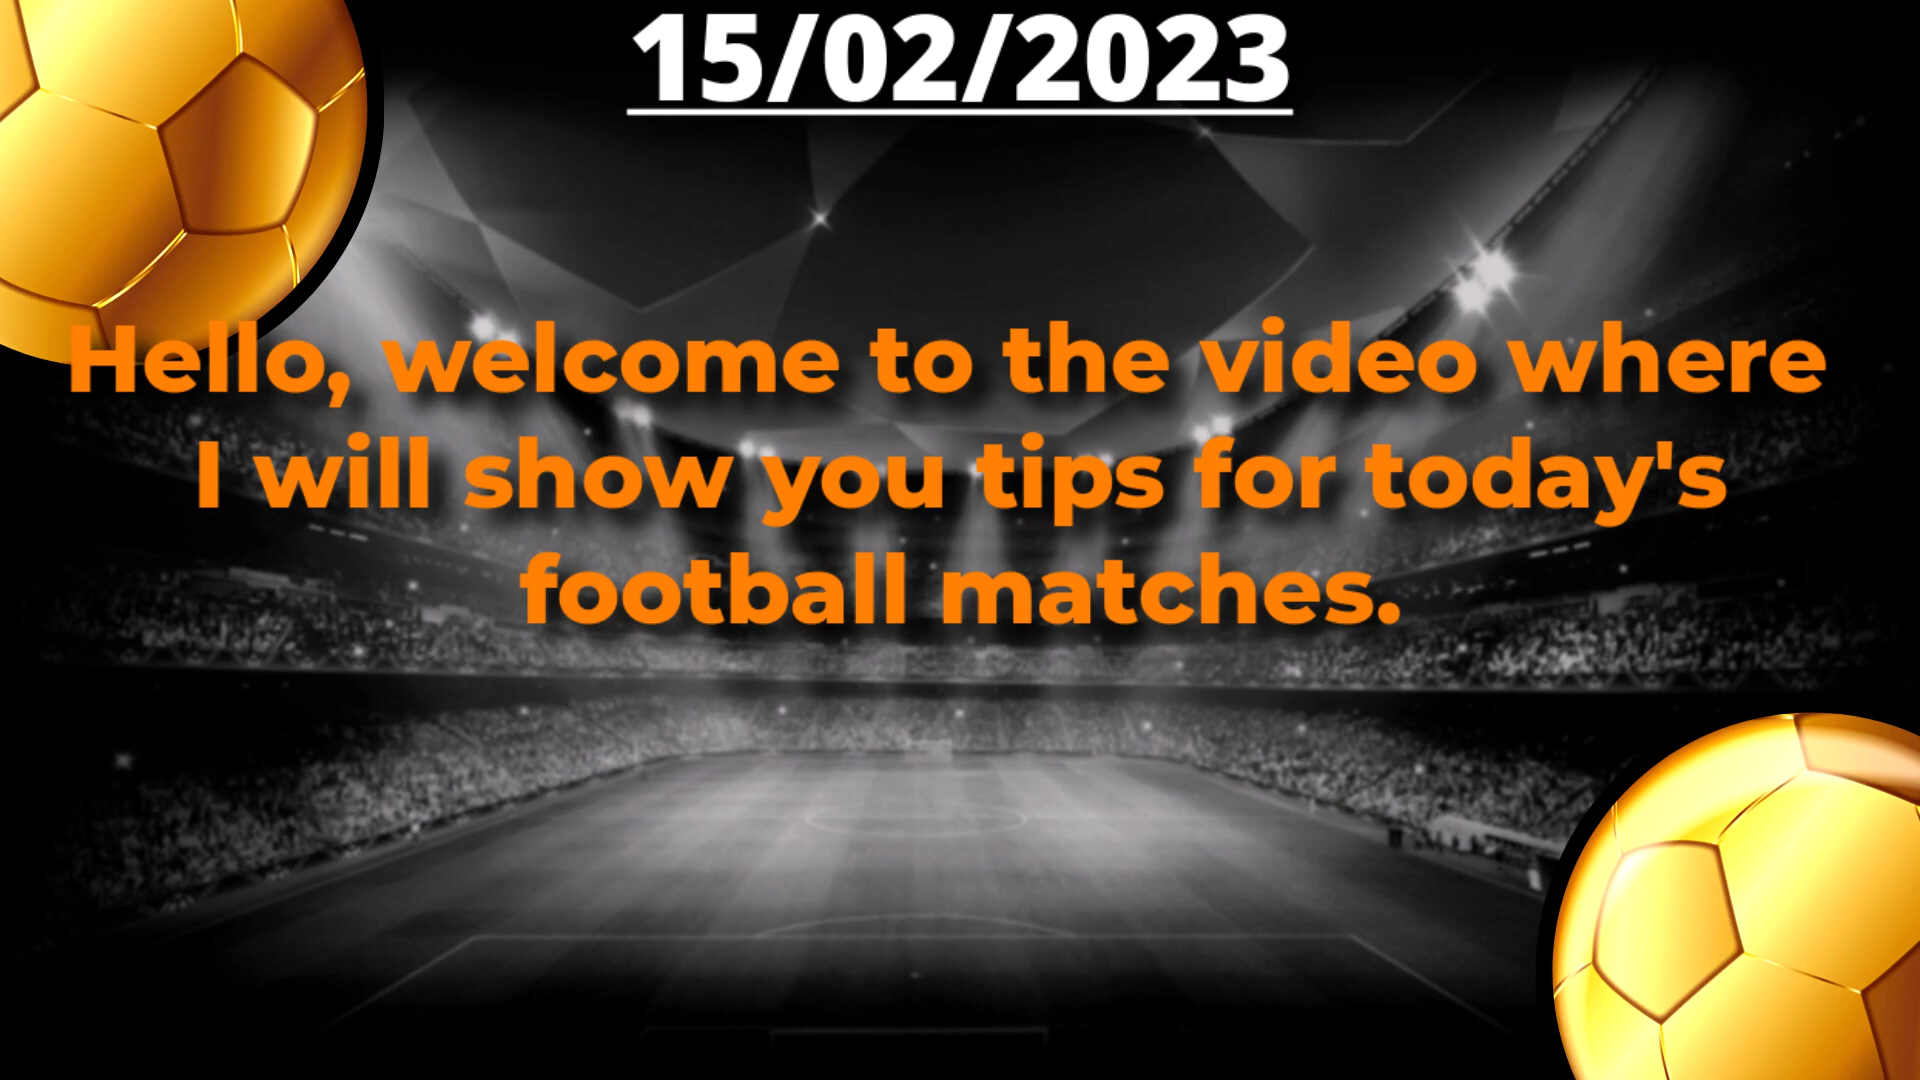 15/02/2023
Hello, welcome to the video where
I will show you tips for today's
football matches.